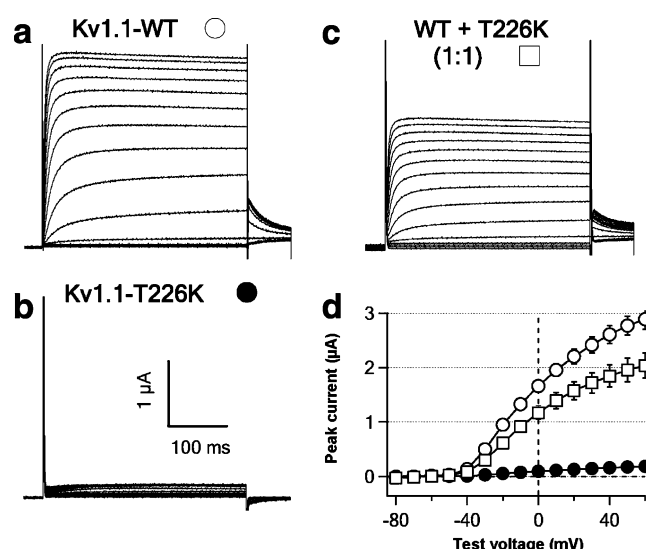 a Kv1.1-WT
c WT + T226K
(1:1)
b Kv1.1-T226K
1 µA
100 ms
d
Peak current (µA)
3
2
1
0
-80 -40 0 40
Test voltage (mV)